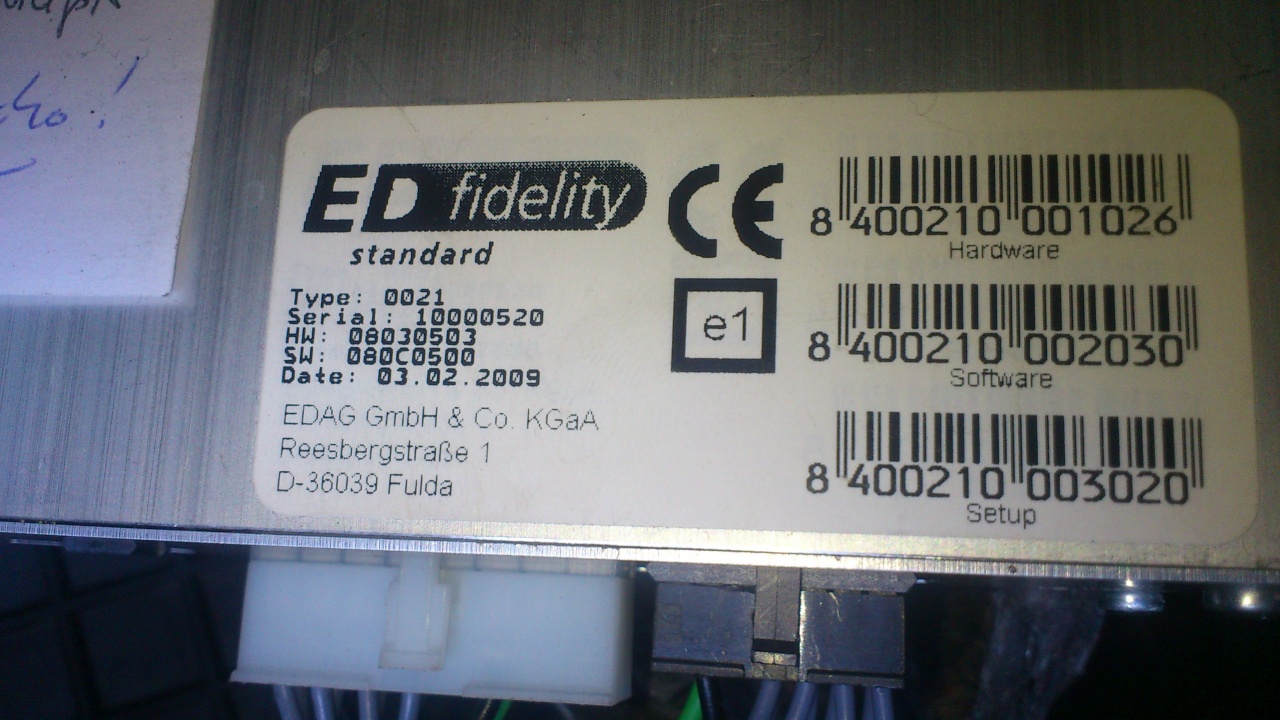 ED fidelity
standard
Type: 0021
Serial: 10000520
HW: 08030503
SW: 080C0500
Date: 03.02.2009
EDAG GmbH & Co. KGaA
Reesbergstraße 1
D-36039 Fulda
CE
e1
8 400210 001026
Hardware
8 400210 002030
Software
8 400210 003020
Setup